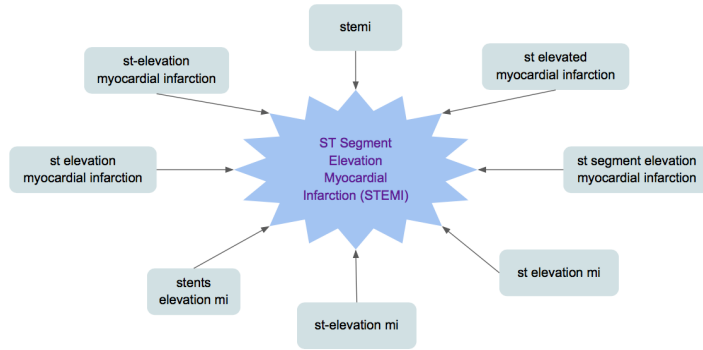 stemi
st-elevation
myocardial infarction
st elevated
myocardial infarction
ST Segment
Elevation
Myocardial
Infarction (STEMI)
st elevation
myocardial infarction
st segment elevation
myocardial infarction
stents
elevation mi
st-elevation mi
st elevation mi